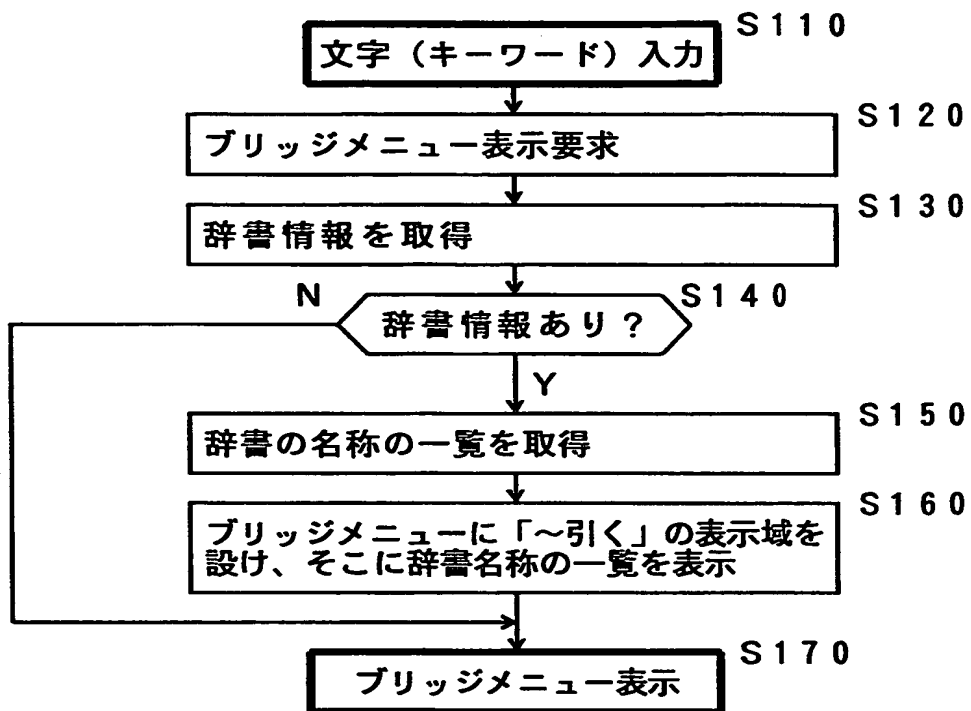 S110
文字（キーワード）入力
S120
ブリッジメニュー表示要求
S130
辞書情報を取得
N
S140
辞書情報あり？
Y
S150
辞書の名称の一覧を取得
S160
ブリッジメニューに「～引く」の表示域を
設け、そこに辞書名称の一覧を表示
S170
ブリッジメニュー表示